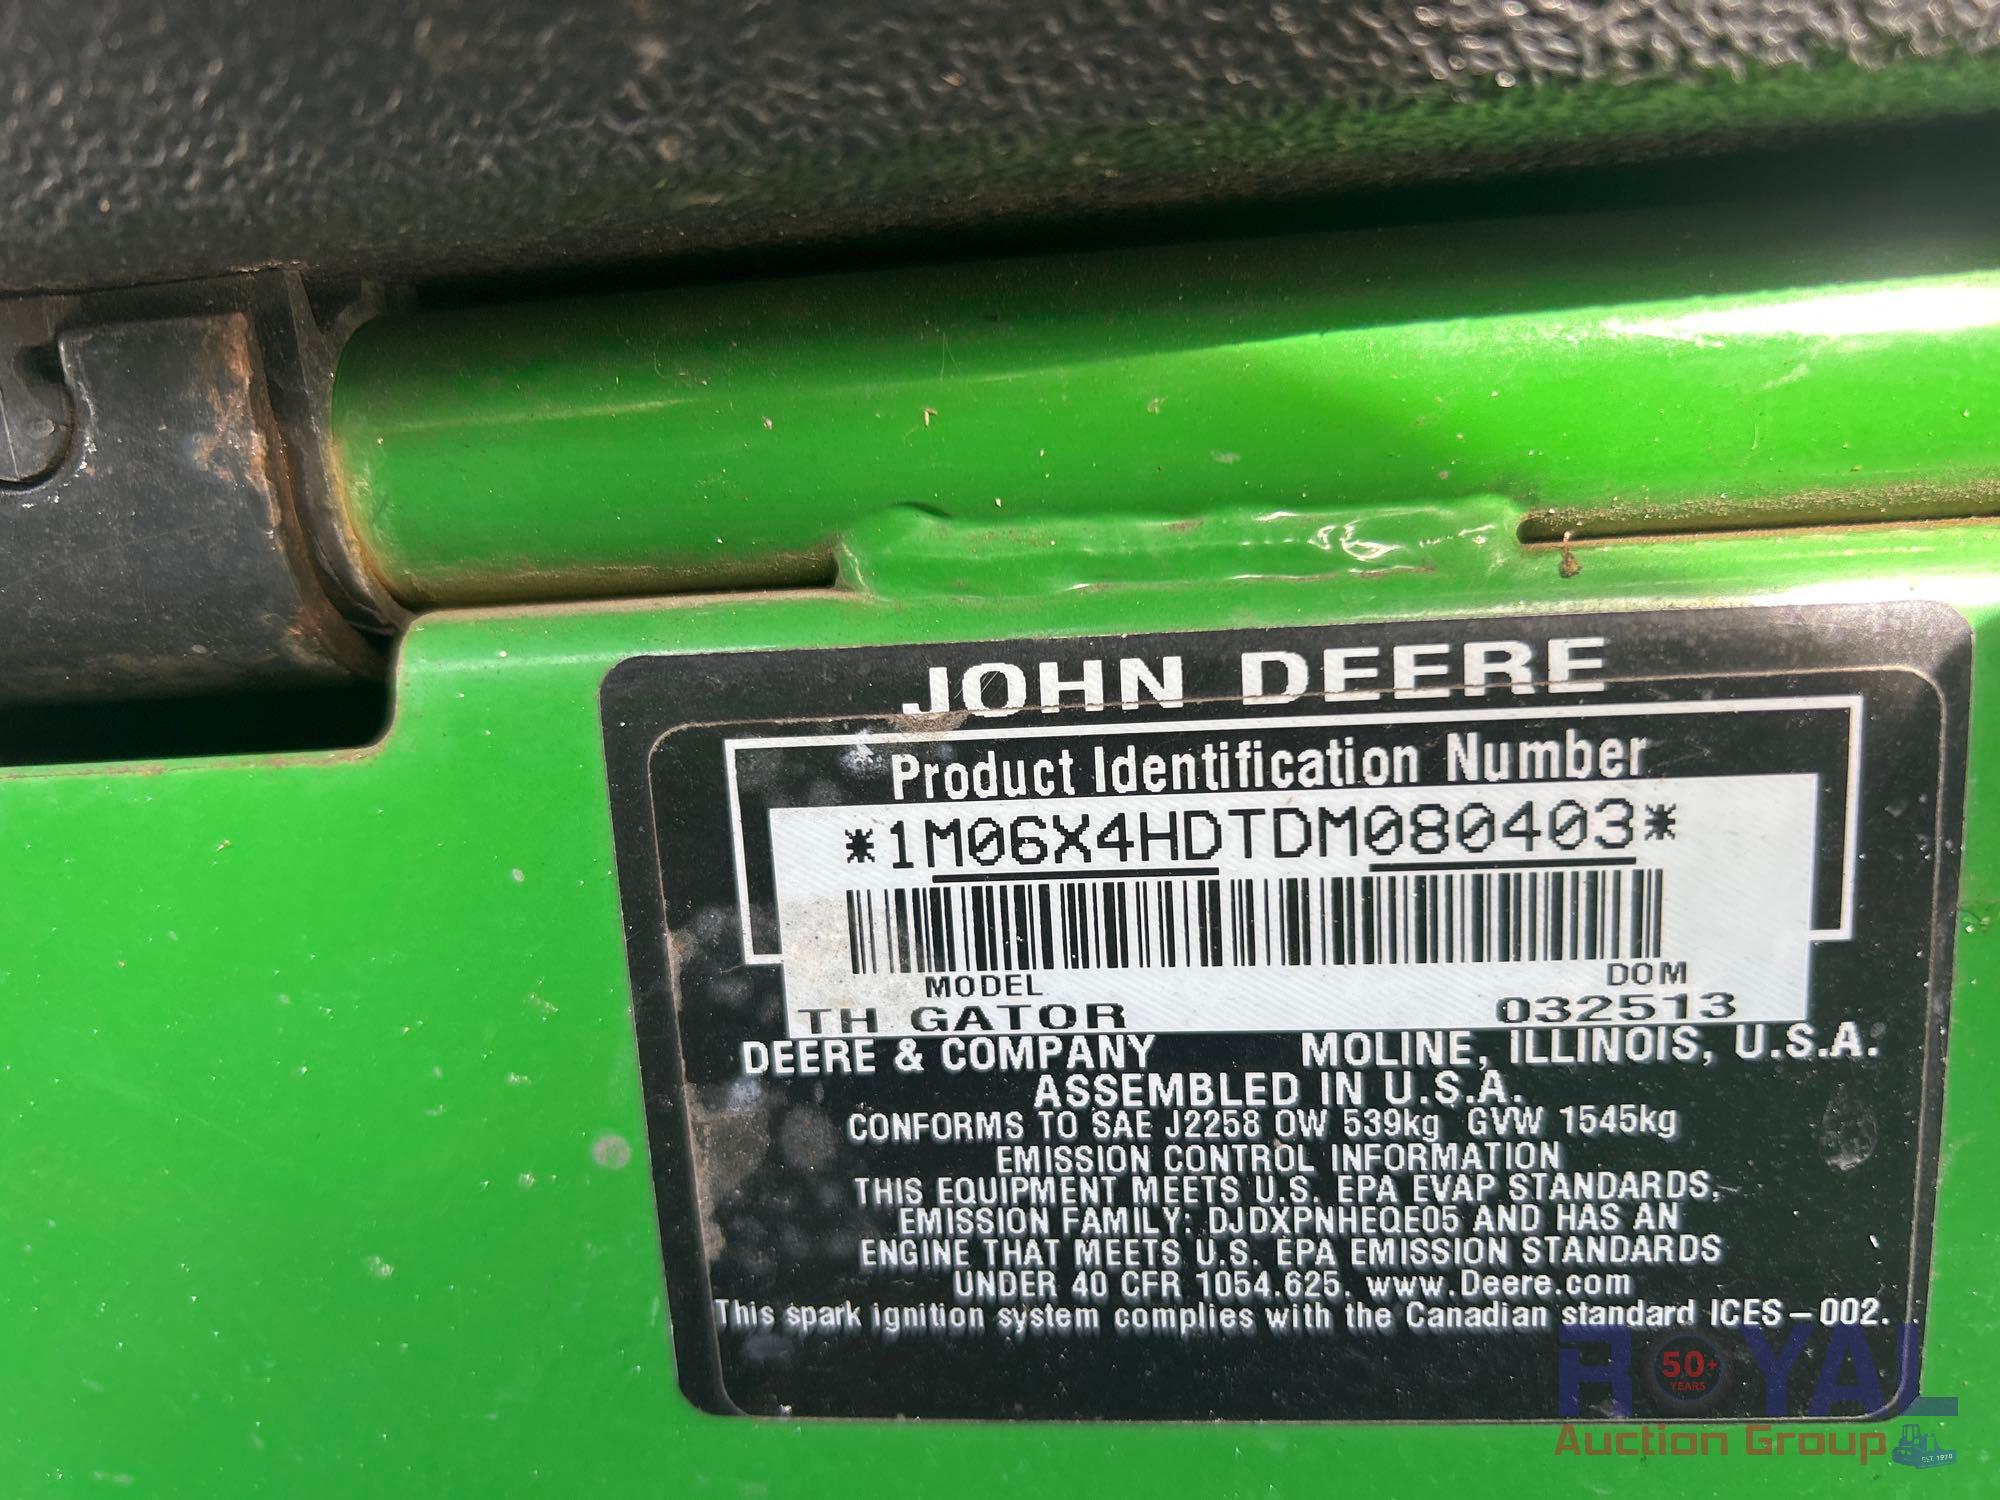 JOHN DEERE
Product Identification Number
*1M06X4HDTDM080403*
MODEL DOM
TH GATOR 032513
DEERE & COMPANY MOLINE, ILLINOIS, U.S.A.
ASSEMBLED IN U.S.A.
CONFORMS TO SAE J2258 OW 539kg GVW 1545kg
EMISSION CONTROL INFORMATION
THIS EQUIPMENT MEETS U.S. EPA EVAP STANDARDS,
EMISSION FAMILY: DJDXPNHEQE05 AND HAS AN
ENGINE THAT MEETS U.S. EPA EMISSION STANDARDS
UNDER 40 CFR 1054.625. www.Deere.com
This spark ignition system complies with the Canadian standard ICES-002.
ROYAL
50+
YEARS
Auction Group
EST. 1970